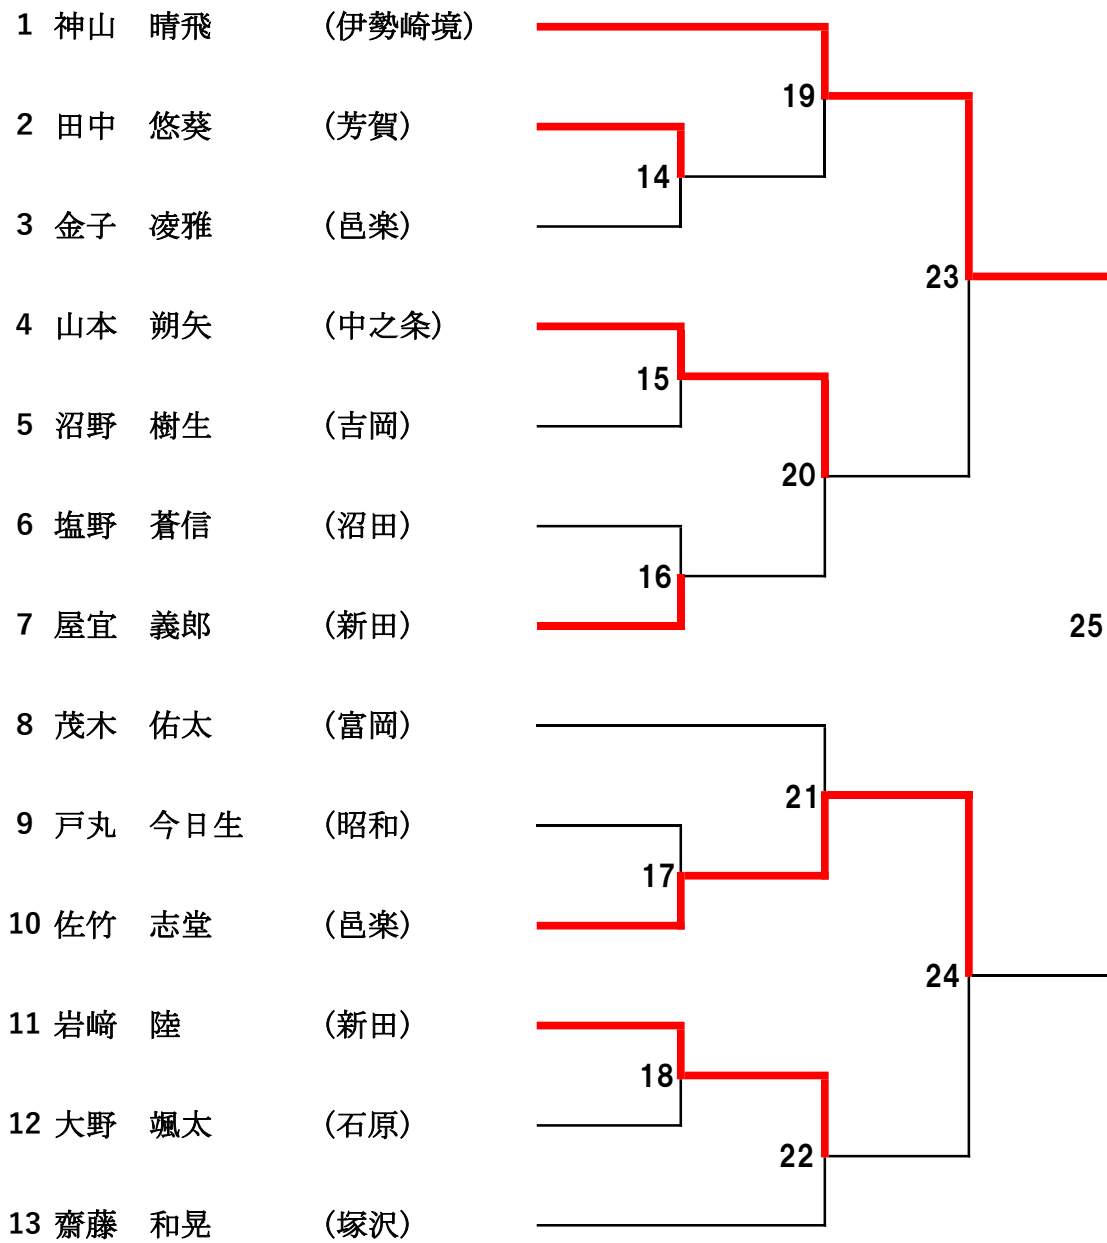 1 神山 晴飛 (伊勢崎境)
19
2 田中 悠葵 (芳賀)
14
3 金子 凌雅 (邑楽)
23
4 山本 朔矢 (中之条)
15
5 沼野 樹生 (吉岡)
20
6 塩野 蒼信 (沼田)
16
7 屋宜 義郎 (新田)
25
8 茂木 佑太 (富岡)
21
9 戸丸 今日生 (昭和)
17
10 佐竹 志堂 (邑楽)
24
11 岩﨑 陸 (新田)
18
12 大野 颯太 (石原)
22
13 齋藤 和晃 (塚沢)